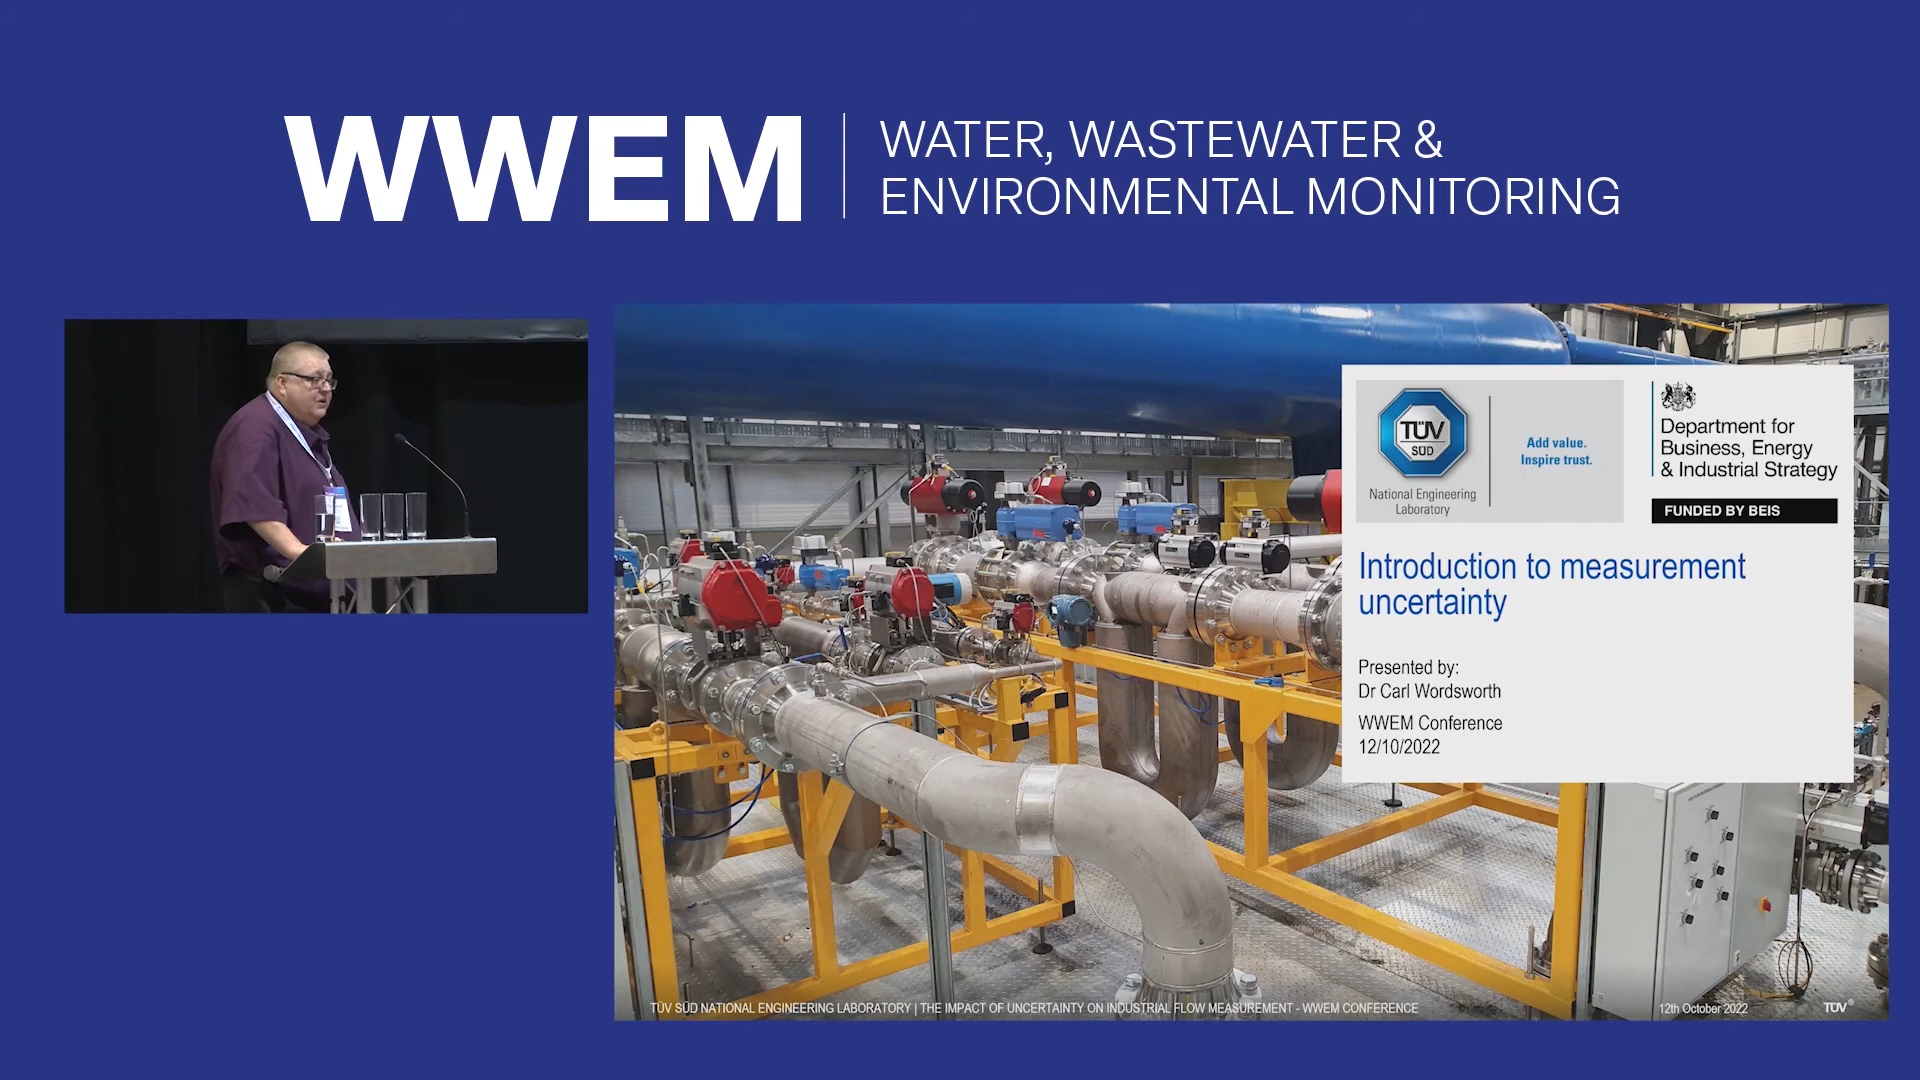 WWEM
WATER, WASTEWATER &
ENVIRONMENTAL MONITORING
TÜV
SÜD
National Engineering
Laboratory
Add value.
Inspire trust.
Department for
Business, Energy
& Industrial Strategy
FUNDED BY BEIS
Introduction to measurement
uncertainty
Presented by:
Dr Carl Wordsworth
WWEM Conference
12/10/2022
TÜV SÜD NATIONAL ENGINEERING LABORATORY | THE IMPACT OF UNCERTAINTY ON INDUSTRIAL FLOW MEASUREMENT - WWEM CONFERENCE
12th October 2022
TÜV®